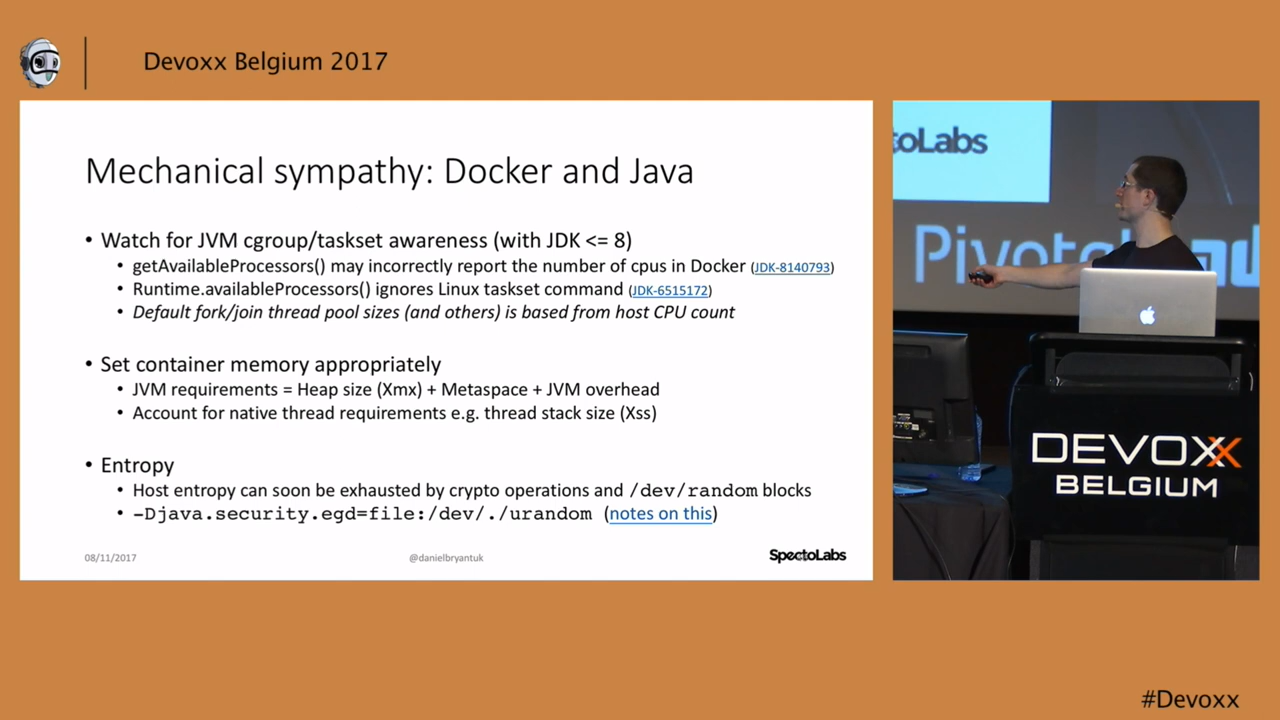 Devoxx Belgium 2017
Mechanical sympathy: Docker and Java
• Watch for JVM cgroup/taskset awareness (with JDK <= 8)
• getAvailableProcessors() may incorrectly report the number of cpus in Docker (JDK-8140793)
• Runtime.availableProcessors() ignores Linux taskset command (JDK-6515172)
• Default fork/join thread pool sizes (and others) is based from host CPU count
• Set container memory appropriately
• JVM requirements = Heap size (Xmx) + Metaspace + JVM overhead
• Account for native thread requirements e.g. thread stack size (Xss)
• Entropy
• Host entropy can soon be exhausted by crypto operations and /dev/random blocks
• -Djava.security.egd=file:/dev/./urandom (notes on this)
08/11/2017
@danielbryantuk
SpectoLabs
ctoLabs
Pivotal
DEVOXX
BELGIUM
#Devoxx